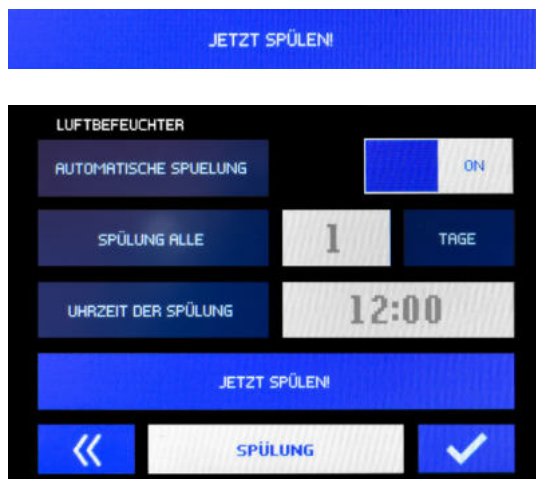 JETZT SPÜLEN!
LUFTBEFEUCHTER
AUTOMATISCHE SPUELUNG
ON
SPÜLUNG ALLE
1
TAGE
UHRZEIT DER SPÜLUNG
12:00
JETZT SPÜLEN!
SPÜLUNG